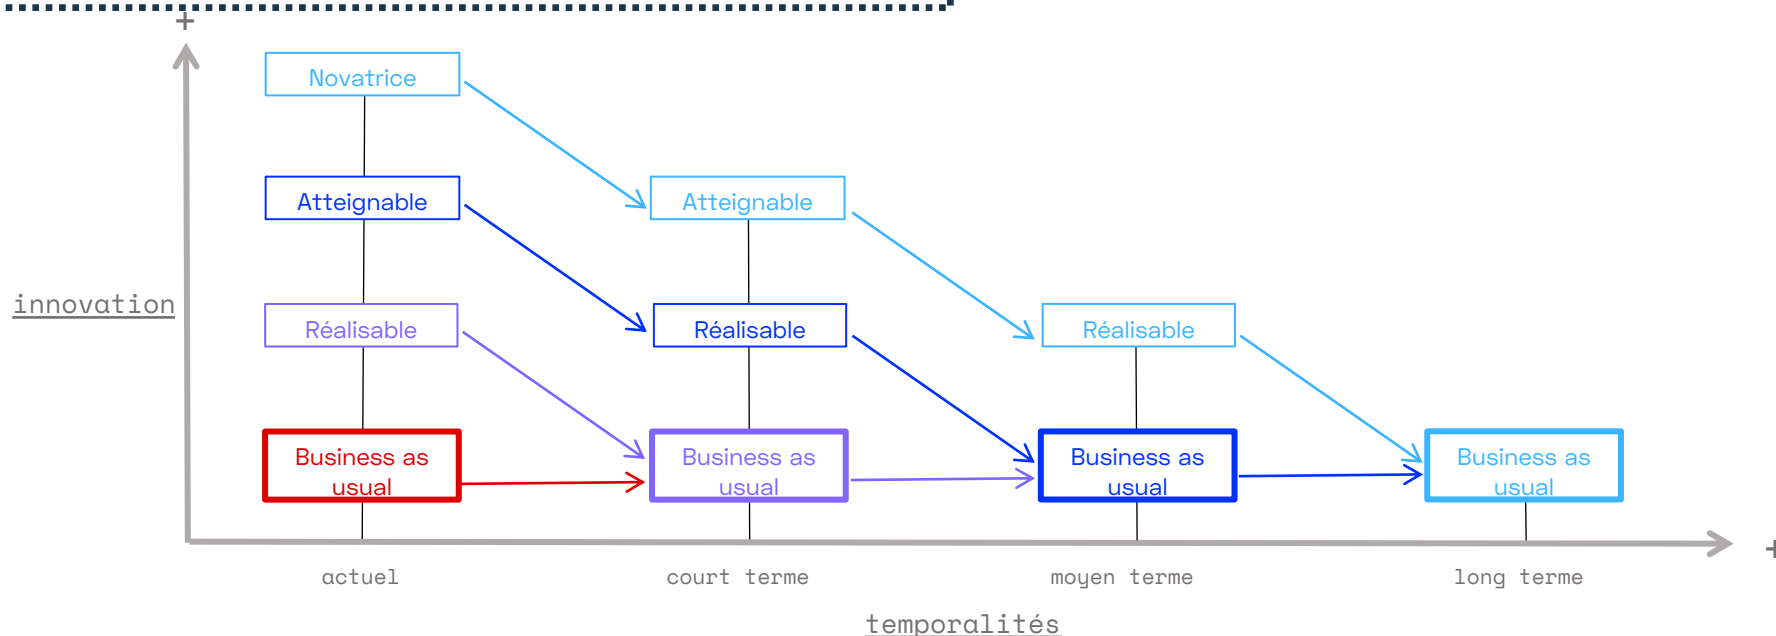 +
Novatrice
Atteignable
Atteignable
innovation
Réalisable
Réalisable
Réalisable
Business as
usual
Business as
usual
Business as
usual
Business as
usual
+
actuel
court terme
moyen terme
long terme
temporalités